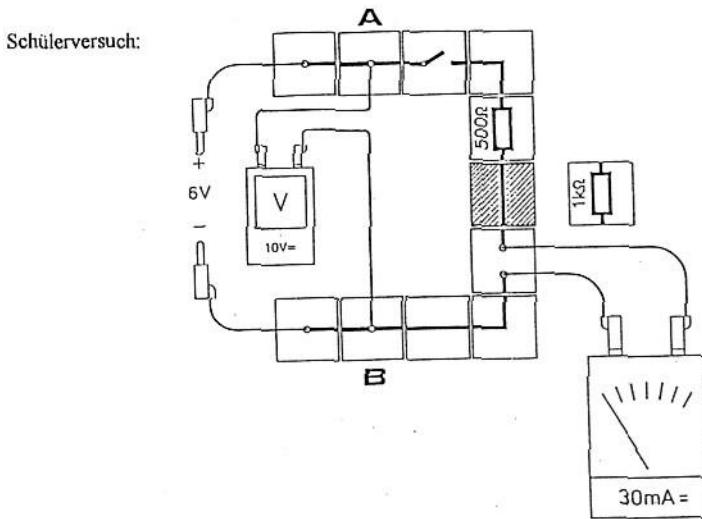 A
Schülerversuch:
500Ω
+
6V
−
V
10V=
1kΩ
B
30mA=